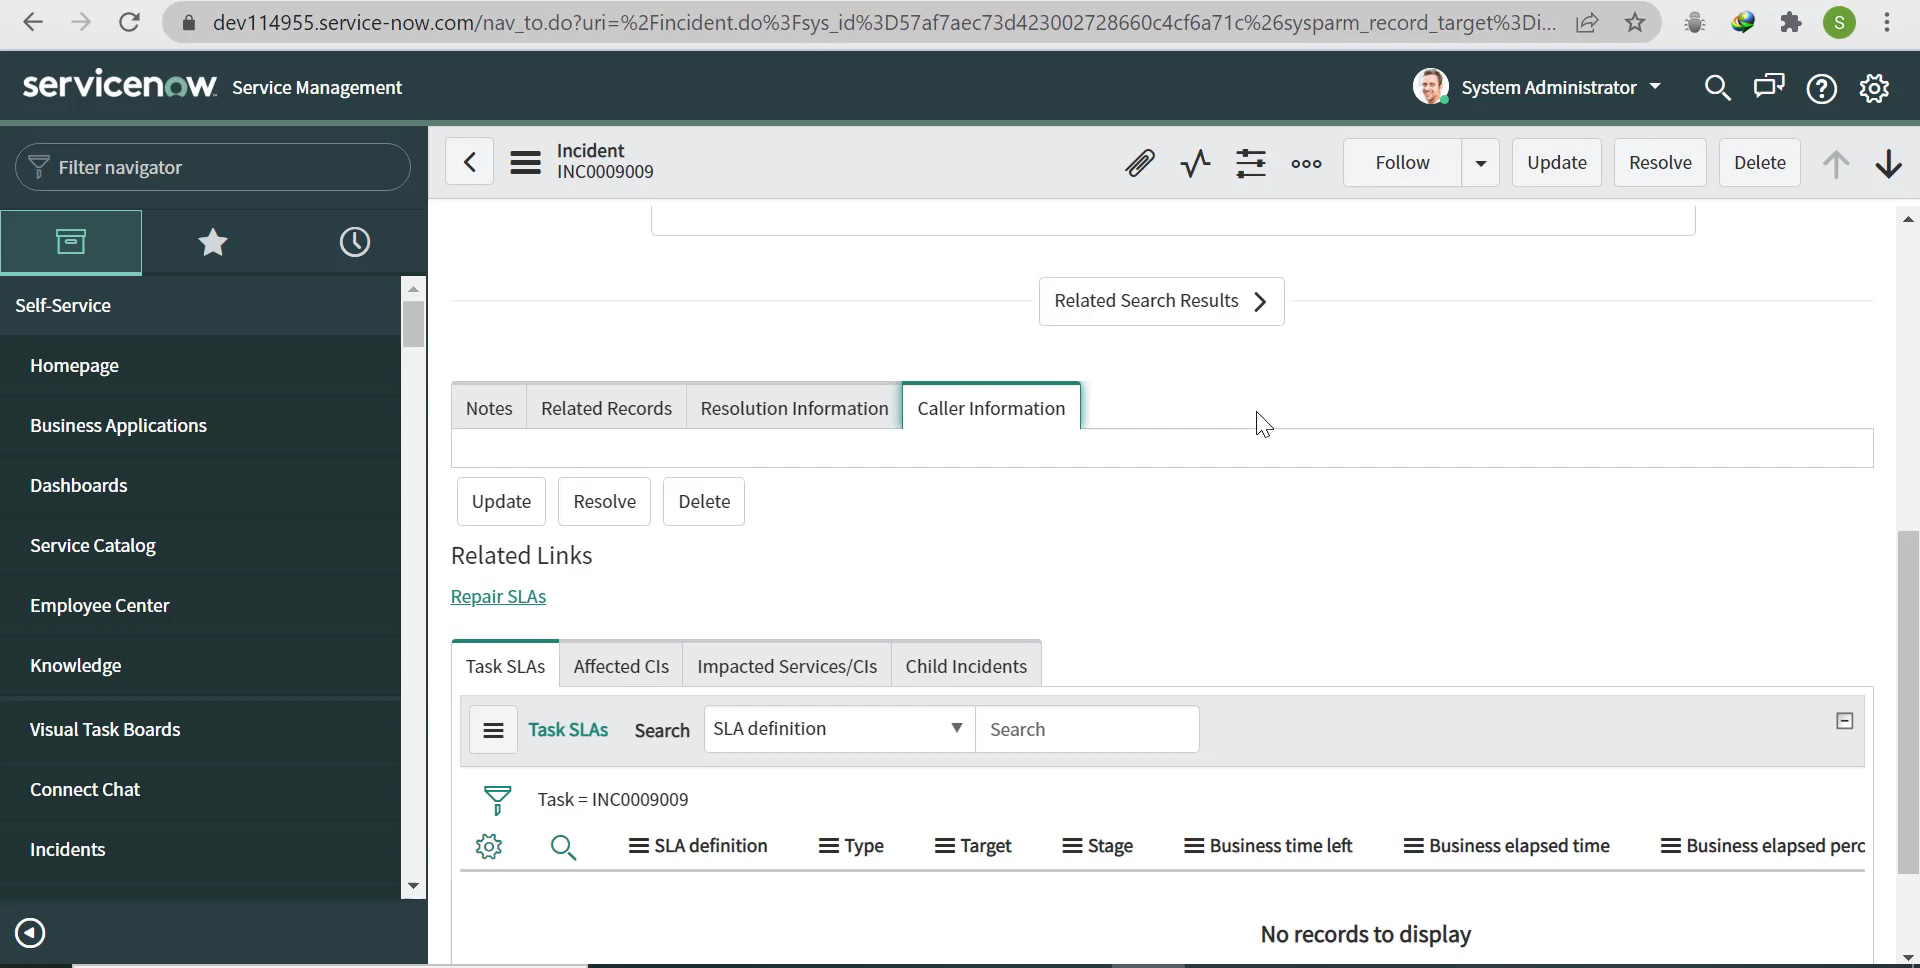 dev114955.service-now.com/nav_to.do?uri=%2Fincident.do%3Fsys_id%3D57af7aec73d423002728660c4cf6a71c%26sysparm_record_target%3Di...
S
servicenow Service Management
System Administrator
Filter navigator
Incident
INC0009009
Follow
Update
Resolve
Delete
Self-Service
Homepage
Business Applications
Dashboards
Service Catalog
Employee Center
Knowledge
Visual Task Boards
Connect Chat
Incidents
Related Search Results
Notes
Related Records
Resolution Information
Caller Information
Update
Resolve
Delete
Related Links
Repair SLAs
Task SLAs
Affected CIs
Impacted Services/CIs
Child Incidents
Task SLAs
Search
SLA definition
Search
Task = INC0009009
SLA definition
Type
Target
Stage
Business time left
Business elapsed time
Business elapsed perc
No records to display